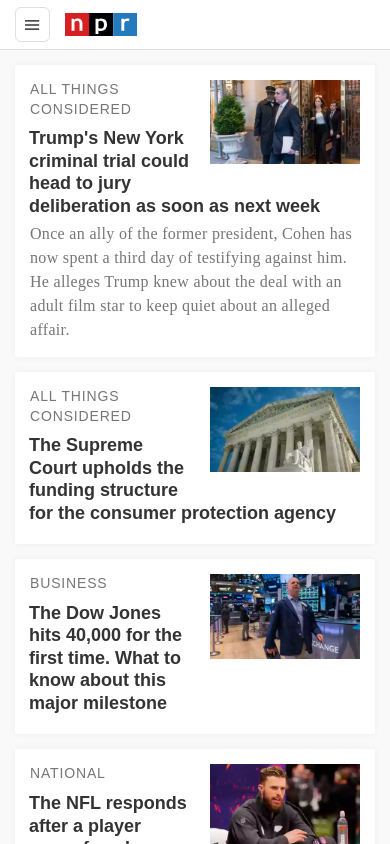 npr
ALL THINGS
CONSIDERED
Trump's New York
criminal trial could
head to jury
deliberation as soon as next week
Once an ally of the former president, Cohen has
now spent a third day of testifying against him.
He alleges Trump knew about the deal with an
adult film star to keep quiet about an alleged
affair.
ALL THINGS
CONSIDERED
The Supreme
Court upholds the
funding structure
for the consumer protection agency
BUSINESS
The Dow Jones
hits 40,000 for the
first time. What to
know about this
major milestone
NATIONAL
The NFL responds
after a player